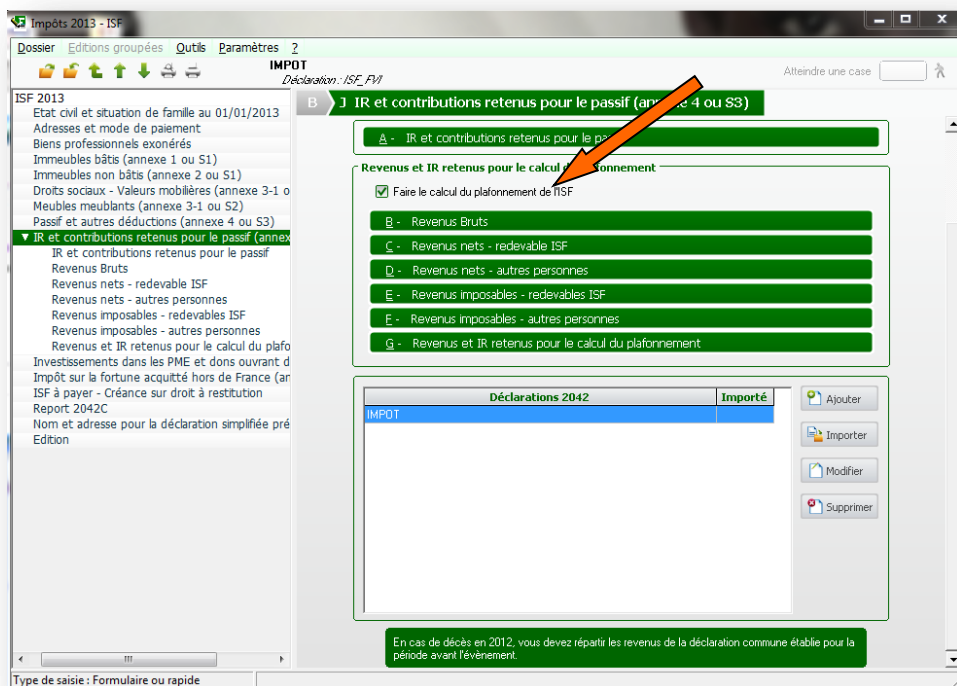 Impôts 2013 - ISF
Dossier Editions groupées Outils Paramètres ?
IMPOT
Déclaration : ISF_FVI
Atteindre une case
ISF 2013
Etat civil et situation de famille au 01/01/2013
Adresses et mode de paiement
Biens professionnels exonérés
Immeubles bâtis (annexe 1 ou S1)
Immeubles non bâtis (annexe 2 ou S1)
Droits sociaux - Valeurs mobilières (annexe 3-1 o
Meubles meublants (annexe 3-1 ou S2)
Passif et autres déductions (annexe 4 ou S3)
IR et contributions retenus pour le passif (annex
IR et contributions retenus pour le passif
Revenus Bruts
Revenus nets - redevable ISF
Revenus nets - autres personnes
Revenus imposables - redevables ISF
Revenus imposables - autres personnes
Revenus et IR retenus pour le calcul du plafo
Investissements dans les PME et dons ouvrant d
Impôt sur la fortune acquitté hors de France (an
ISF à payer - Créance sur droit à restitution
Report 2042C
Nom et adresse pour la déclaration simplifiée pré
Edition
B J IR et contributions retenus pour le passif (annexe 4 ou S3)
A - IR et contributions retenus pour le
Revenus et IR retenus pour le calcul du plafonnement
Faire le calcul du plafonnement de l'ISF
B - Revenus Bruts
C - Revenus nets - redevable ISF
D - Revenus nets - autres personnes
E - Revenus imposables - redevables ISF
F - Revenus imposables - autres personnes
G - Revenus et IR retenus pour le calcul du plafonnement
Déclarations 2042 Importé
IMPOT
Ajouter
Importer
Modifier
Supprimer
En cas de décès en 2012, vous devez répartir les revenus de la déclaration commune établie pour la
période avant l'évènement.
Type de saisie : Formulaire ou rapide